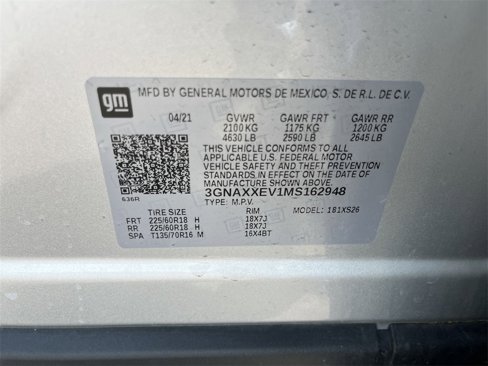 gm
MFD BY GENERAL MOTORS DE MEXICO, S. DE R.L. DE C.V.
04/21 GVWR GAWR FRT GAWR RR
2100 KG 1175 KG 1200 KG
4630 LB 2590 LB 2645 LB
THIS VEHICLE CONFORMS TO ALL
APPLICABLE U.S. FEDERAL MOTOR
VEHICLE SAFETY AND THEFT PREVENTION
STANDARDS IN EFFECT ON THE DATE OF
MANUFACTURE SHOWN ABOVE.
3GNAXXEV1MS162948
636R TYPE: M.P.V.
TIRE SIZE RIM MODEL: 181XS26
FRT 225/60R18 H 18X7J
RR 225/60R18 H 18X7J
SPA T135/70R16 M 16X4BT